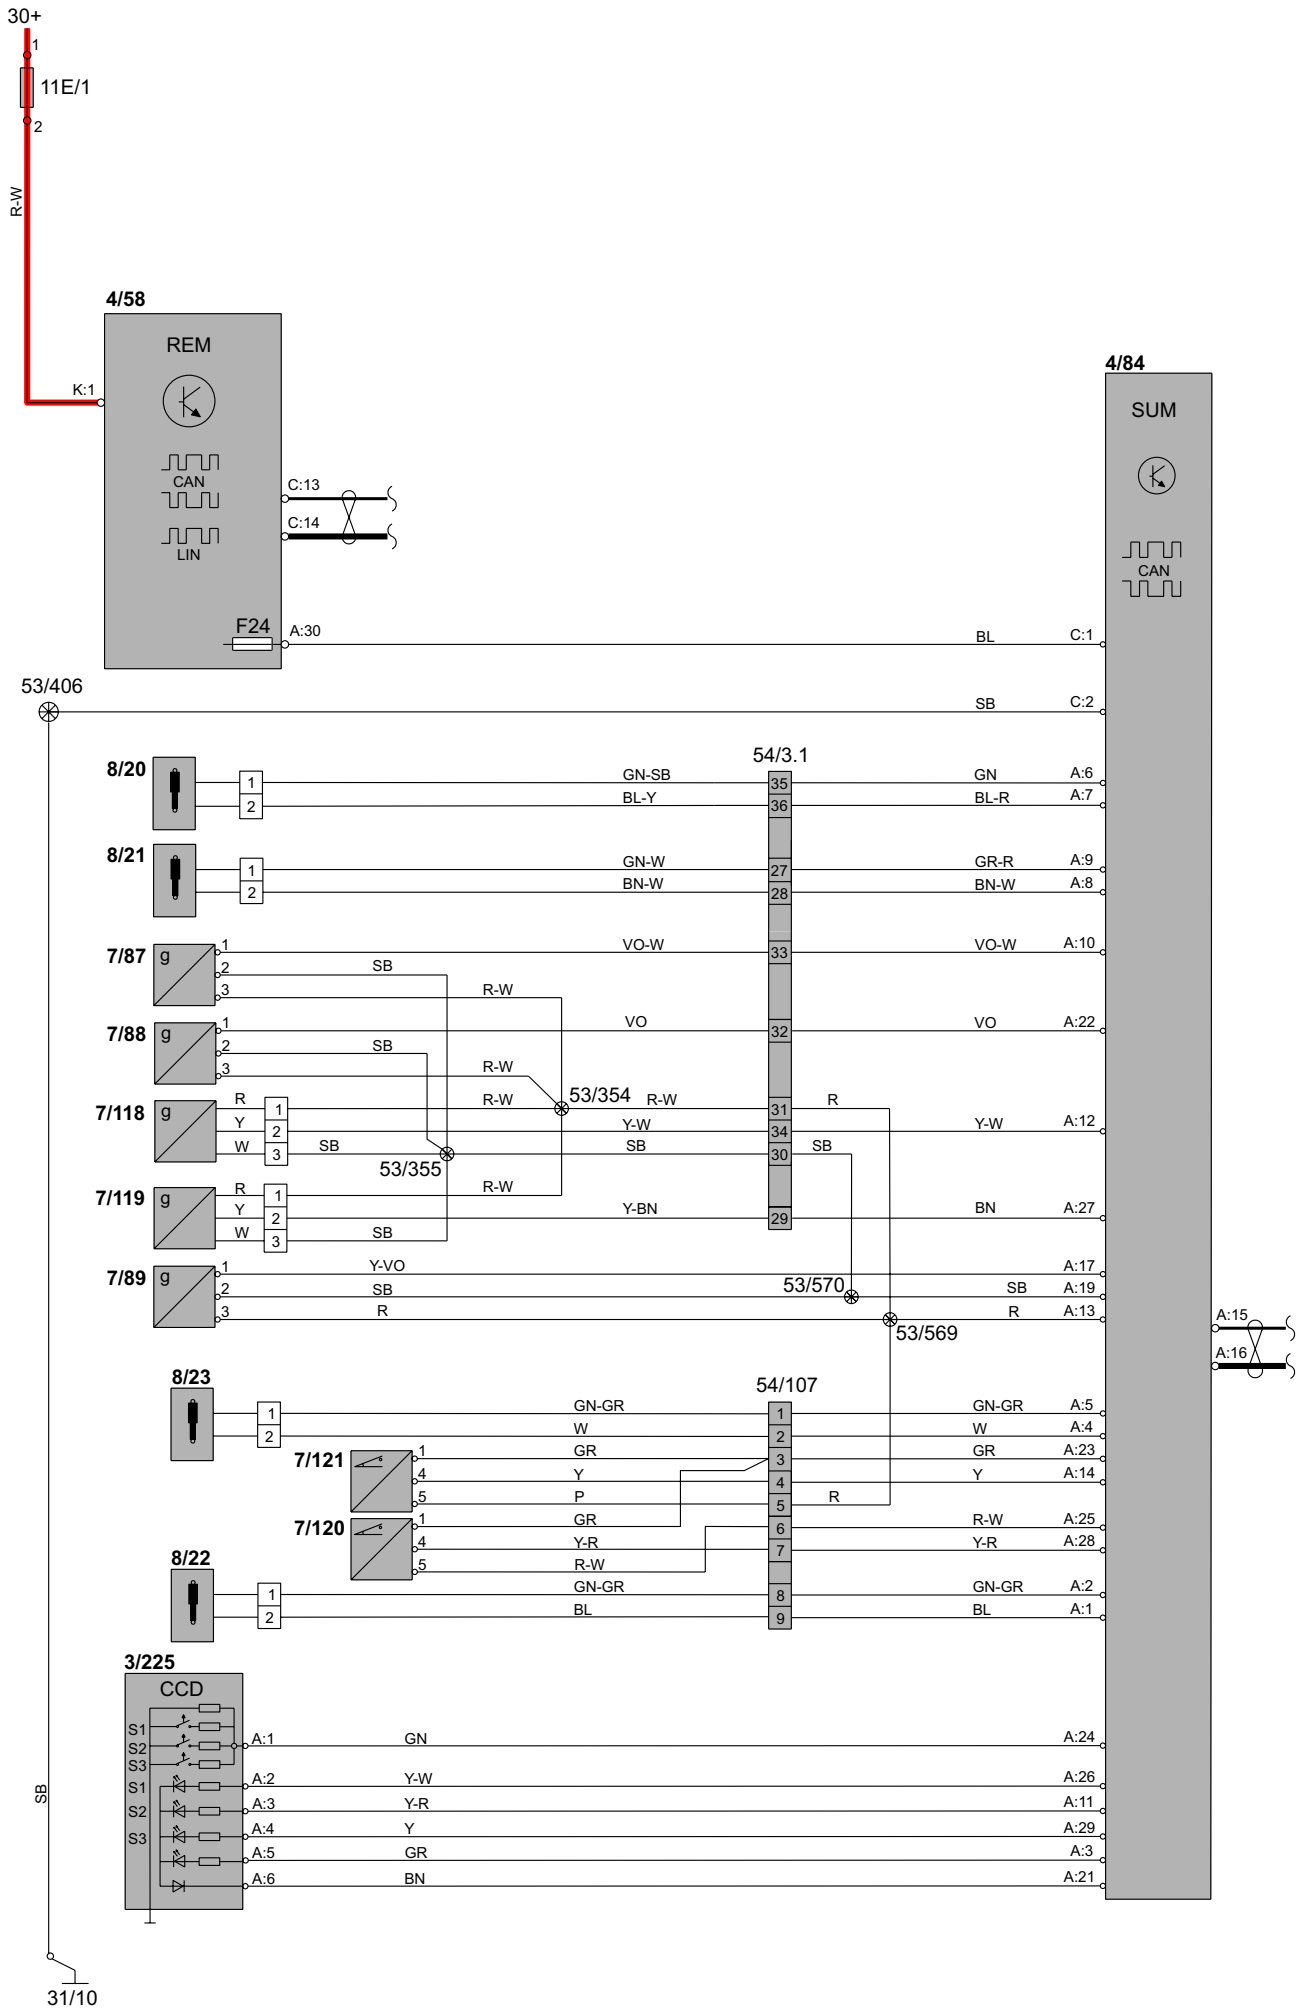 30+
1
11E/1
2
R-W
4/58
REM
K:1
CAN
LIN
C:13
C:14
F24
A:30
BL
C:1
4/84
SUM
CAN
53/406
SB
C:2
54/3.1
8/20
1
GN-SB
35
GN
A:6
2
BL-Y
36
BL-R
A:7
8/21
1
GN-W
27
GR-R
A:9
2
BN-W
28
BN-W
A:8
7/87
g
1
VO-W
33
VO-W
A:10
2
SB
3
R-W
7/88
g
1
VO
32
VO
A:22
2
SB
3
R-W
53/354
7/118
g
R
1
R-W
R-W
31
R
Y
2
Y-W
34
Y-W
A:12
W
3
SB
SB
30
SB
53/355
7/119
g
R
1
R-W
Y
2
Y-BN
29
BN
A:27
W
3
SB
7/89
g
1
Y-VO
A:17
2
SB
53/570
SB
A:19
3
R
R
A:13
53/569
A:15
A:16
8/23
54/107
1
GN-GR
1
GN-GR
A:5
2
W
2
W
A:4
7/121
1
GR
3
GR
A:23
4
Y
4
Y
A:14
5
P
5
R
7/120
1
GR
6
R-W
A:25
4
Y-R
7
Y-R
A:28
5
R-W
8/22
1
GN-GR
8
GN-GR
A:2
2
BL
9
BL
A:1
3/225
CCD
S1
S2
S3
A:1
GN
A:24
S1
A:2
Y-W
A:26
S2
A:3
Y-R
A:11
S3
A:4
Y
A:29
A:5
GR
A:3
A:6
BN
A:21
SB
31/10